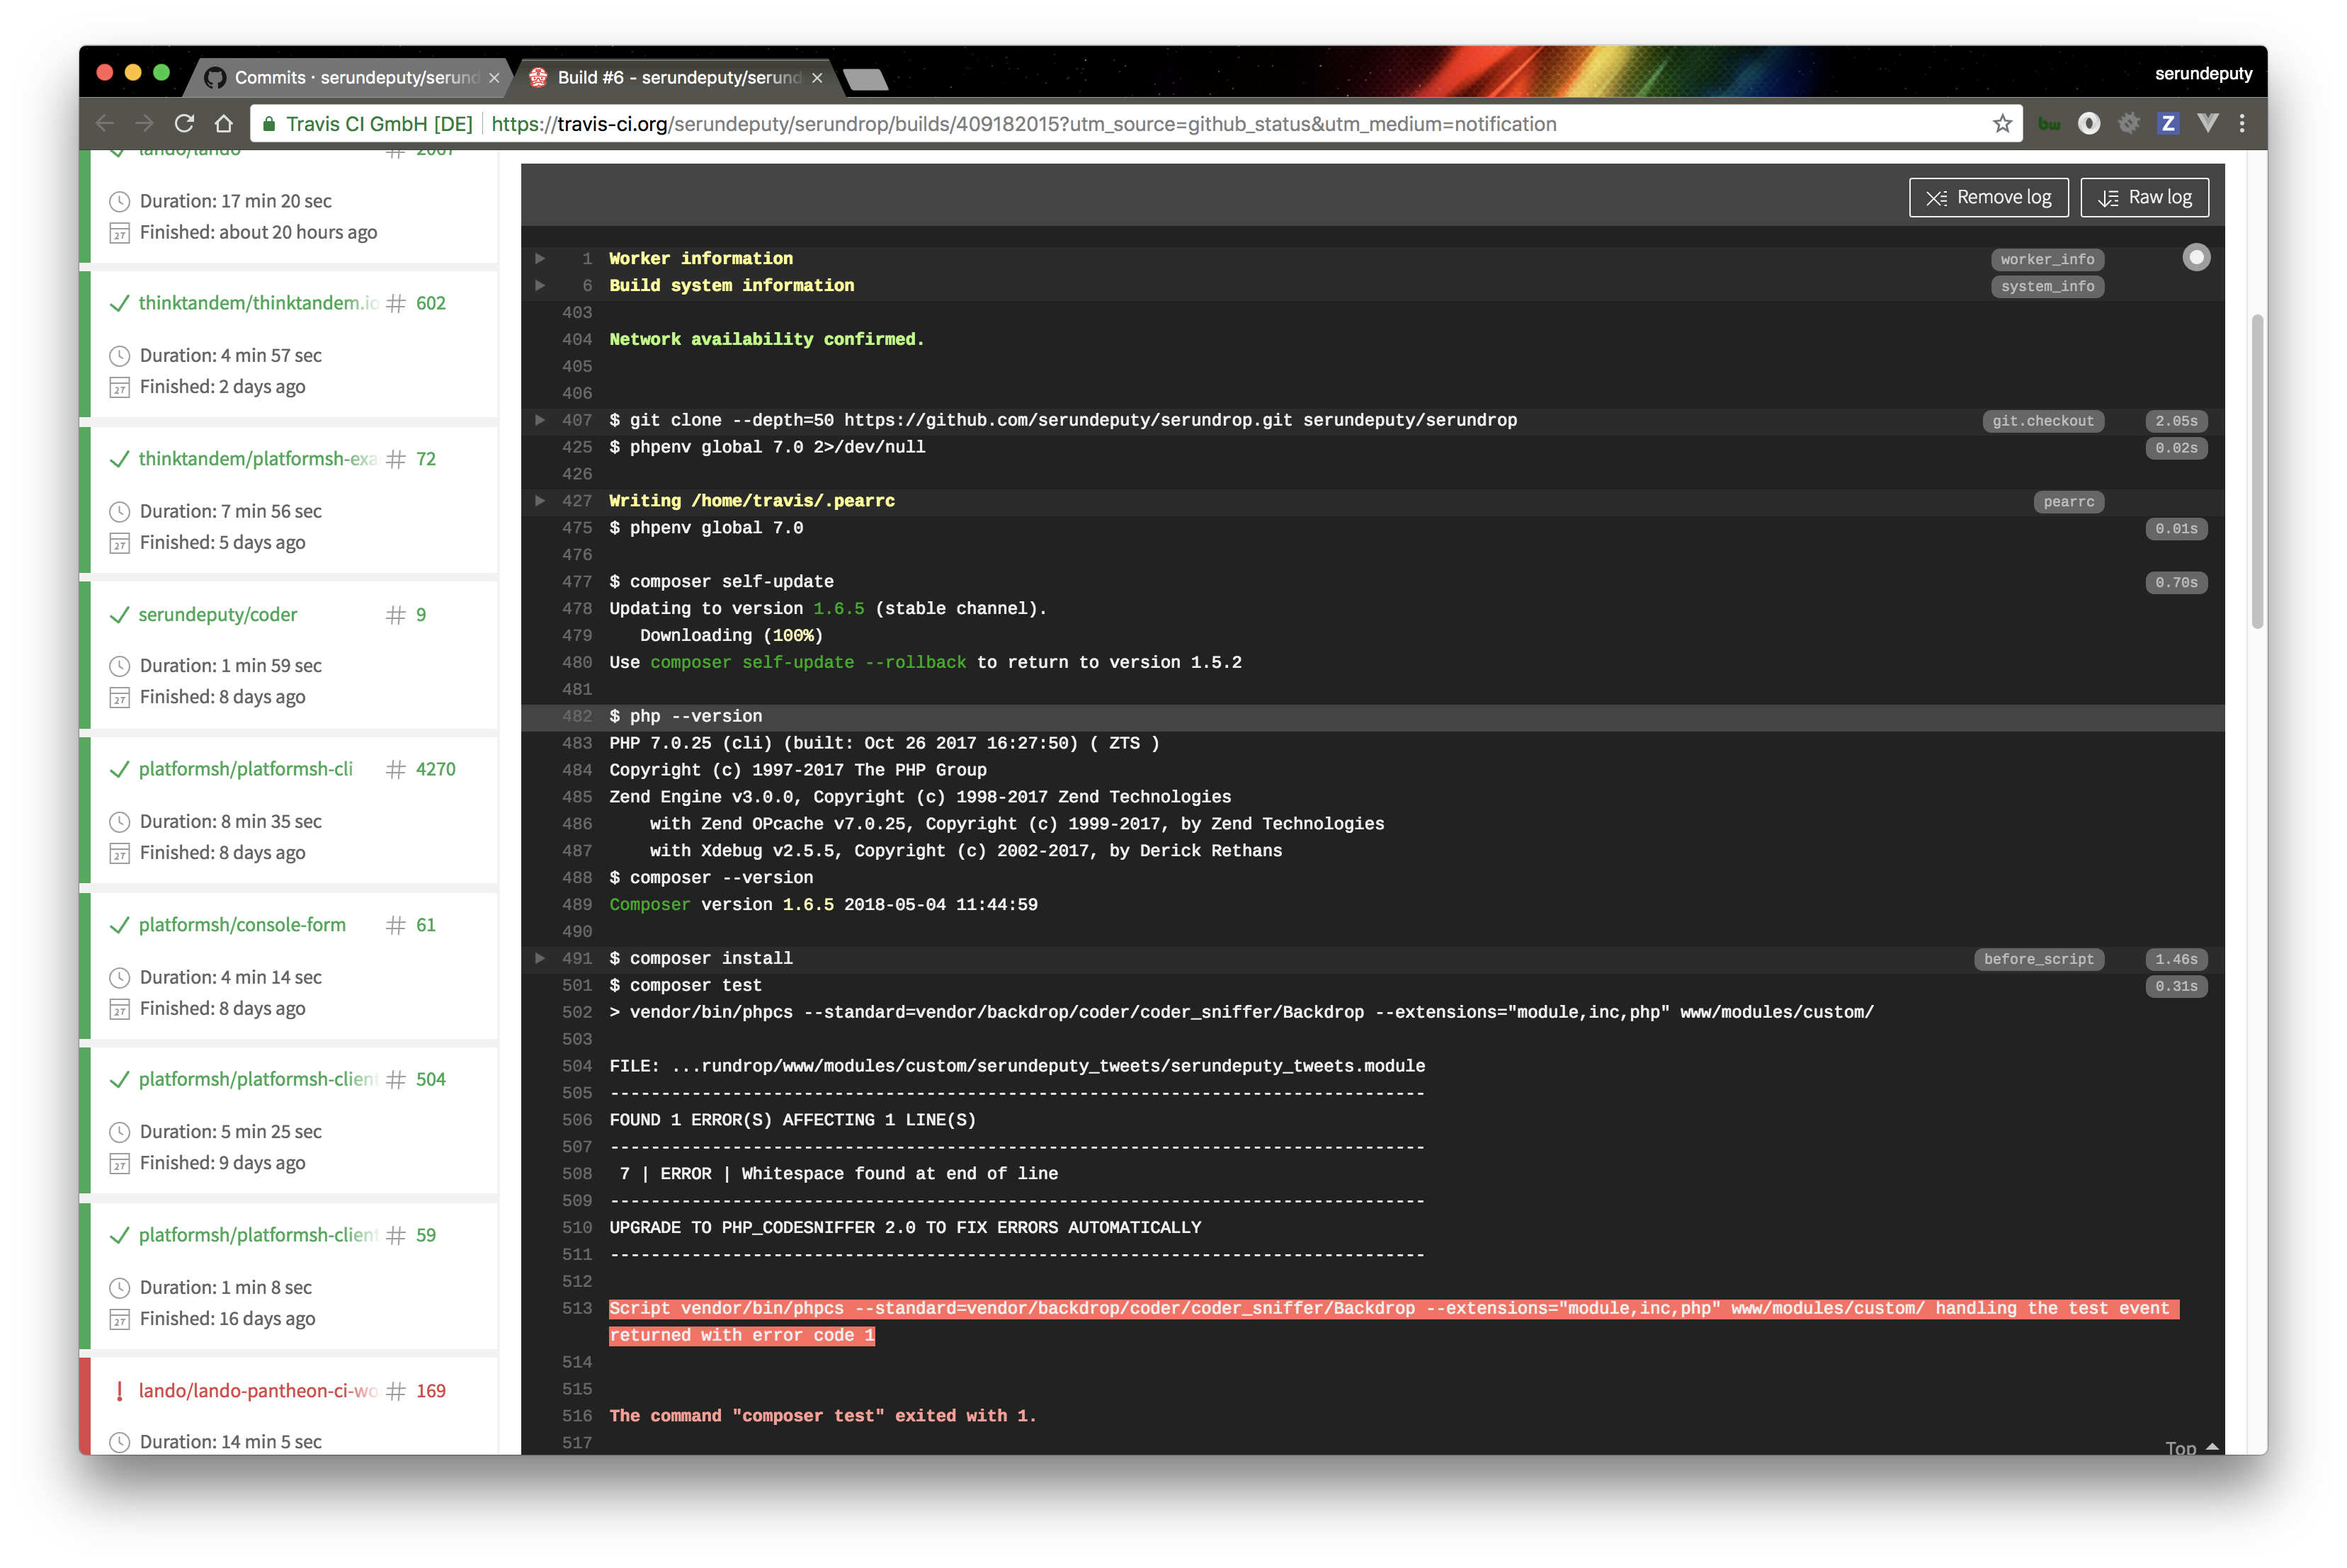 Commits · serundeputy/serund
Build #6 - serundeputy/serund
serundeputy
Travis CI GmbH [DE]
https://travis-ci.org/serundeputy/serundrop/builds/409182015?utm_source=github_status&utm_medium=notification
bw
Z
lando/lando # 2067
Duration: 17 min 20 sec
27 Finished: about 20 hours ago
thinktandem/thinktandem.io # 602
Duration: 4 min 57 sec
27 Finished: 2 days ago
thinktandem/platformsh-exa # 72
Duration: 7 min 56 sec
27 Finished: 5 days ago
serundeputy/coder # 9
Duration: 1 min 59 sec
27 Finished: 8 days ago
platformsh/platformsh-cli # 4270
Duration: 8 min 35 sec
27 Finished: 8 days ago
platformsh/console-form # 61
Duration: 4 min 14 sec
27 Finished: 8 days ago
platformsh/platformsh-client # 504
Duration: 5 min 25 sec
27 Finished: 9 days ago
platformsh/platformsh-client # 59
Duration: 1 min 8 sec
27 Finished: 16 days ago
! lando/lando-pantheon-ci-wo # 169
Duration: 14 min 5 sec
Remove log
Raw log
1 Worker information worker_info
6 Build system information system_info
403
404 Network availability confirmed.
405
406
407 $ git clone --depth=50 https://github.com/serundeputy/serundrop.git serundeputy/serundrop git.checkout 2.05s
425 $ phpenv global 7.0 2>/dev/null 0.02s
426
427 Writing /home/travis/.pearrc pearrc
475 $ phpenv global 7.0 0.01s
476
477 $ composer self-update 0.70s
478 Updating to version 1.6.5 (stable channel).
479 Downloading (100%)
480 Use composer self-update --rollback to return to version 1.5.2
481
482 $ php --version
483 PHP 7.0.25 (cli) (built: Oct 26 2017 16:27:50) ( ZTS )
484 Copyright (c) 1997-2017 The PHP Group
485 Zend Engine v3.0.0, Copyright (c) 1998-2017 Zend Technologies
486 with Zend OPcache v7.0.25, Copyright (c) 1999-2017, by Zend Technologies
487 with Xdebug v2.5.5, Copyright (c) 2002-2017, by Derick Rethans
488 $ composer --version
489 Composer version 1.6.5 2018-05-04 11:44:59
490
491 $ composer install before_script 1.46s
501 $ composer test 0.31s
502 > vendor/bin/phpcs --standard=vendor/backdrop/coder/coder_sniffer/Backdrop --extensions="module,inc,php" www/modules/custom/
503
504 FILE: ...rundrop/www/modules/custom/serundeputy_tweets/serundeputy_tweets.module
505 --------------------------------------------------------------------------------
506 FOUND 1 ERROR(S) AFFECTING 1 LINE(S)
507 --------------------------------------------------------------------------------
508 7 | ERROR | Whitespace found at end of line
509 --------------------------------------------------------------------------------
510 UPGRADE TO PHP_CODESNIFFER 2.0 TO FIX ERRORS AUTOMATICALLY
511 --------------------------------------------------------------------------------
512
513 Script vendor/bin/phpcs --standard=vendor/backdrop/coder/coder_sniffer/Backdrop --extensions="module,inc,php" www/modules/custom/ handling the test event
returned with error code 1
514
515
516 The command "composer test" exited with 1.
517
Top